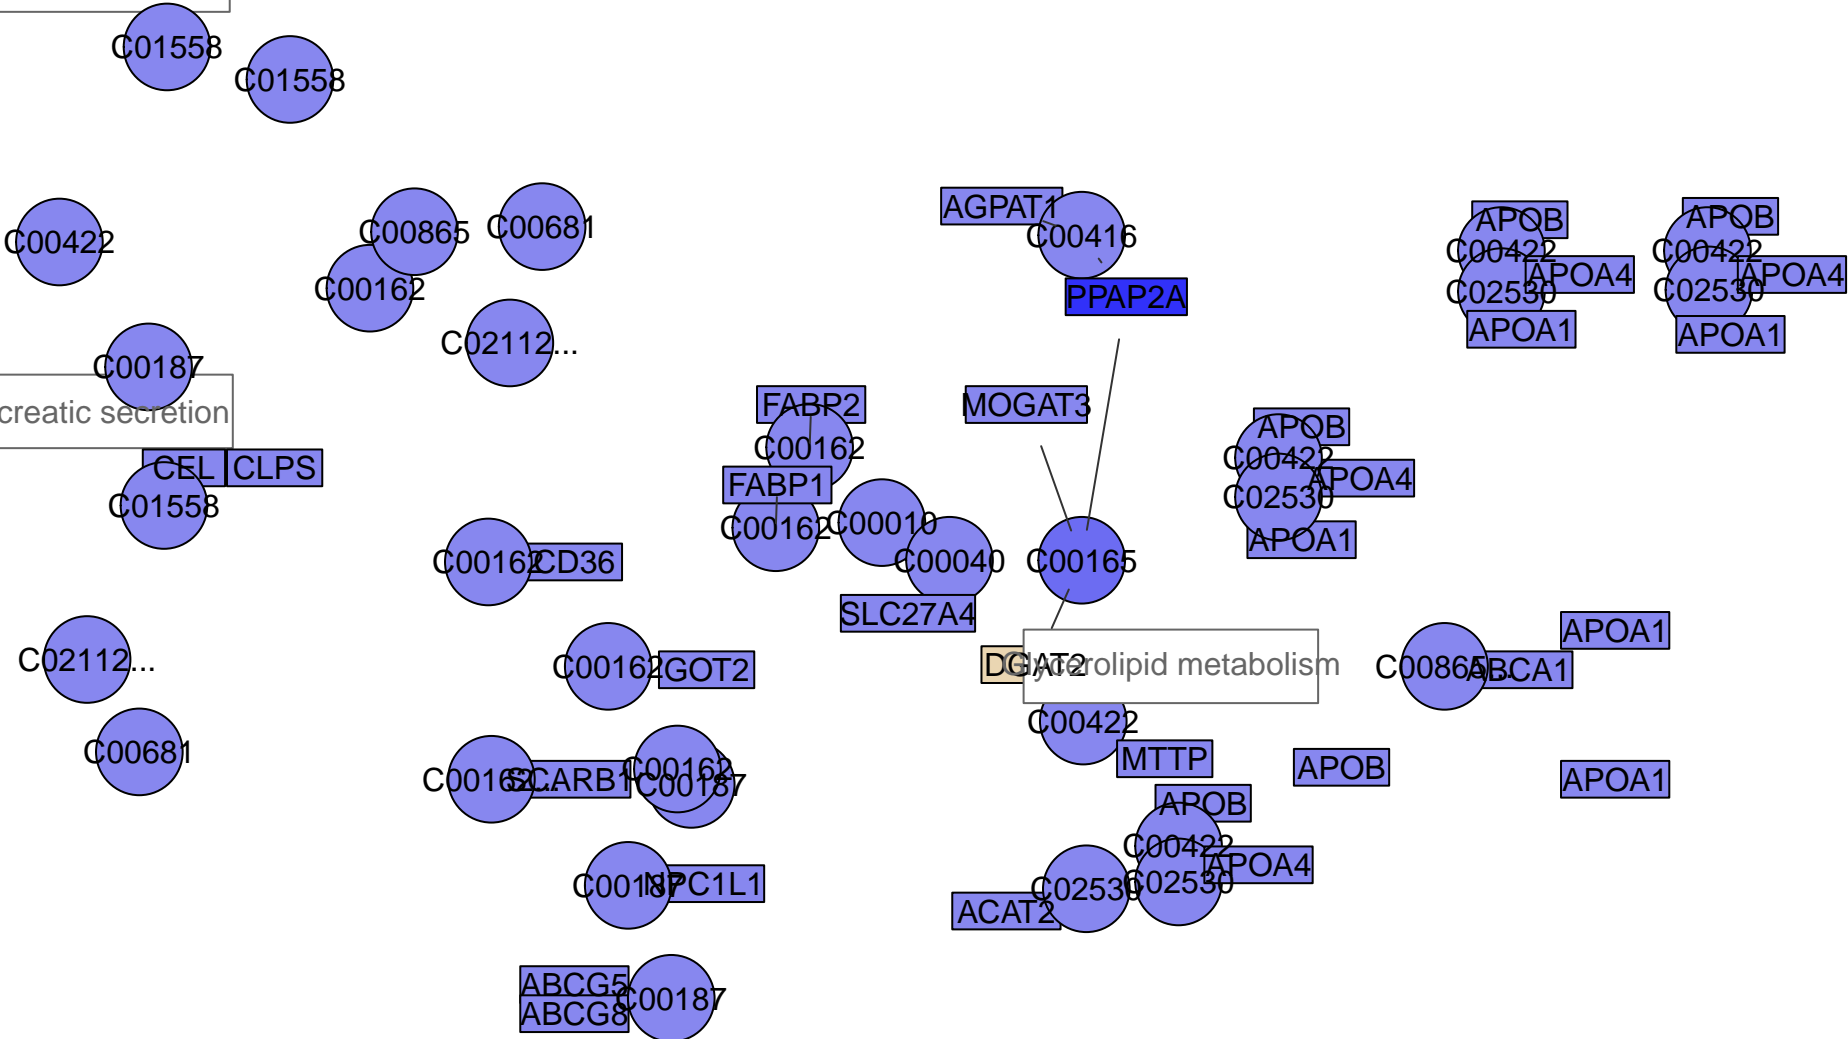 C01558
C01558
C00422
C00865
C00681
C00162
C02112...
C00187
creatic secretion
CEL
CLPS
C01558
AGPAT1
C00416
PPAP2A
APOB
C00422
APOA4
C02530
APOA1
APOB
C00422
APOA4
C02530
APOA1
FABP2
C00162
FABP1
C00162
C00010
C00040
SLC27A4
MOGAT3
C00165
APOB
C00422
APOA4
C02530
APOA1
C00162
CD36
C02112...
C00681
C00162
GOT2
DGAT2
Glycerolipid metabolism
C00422
MTTP
APOB
C00865...
ABCA1
APOA1
APOA1
C00162...
SCARB1
C00162
C00187
APOB
C00422
APOA4
C02530
C02530
ACAT2
C00187
NPC1L1
ABCG5
ABCG8
C00187